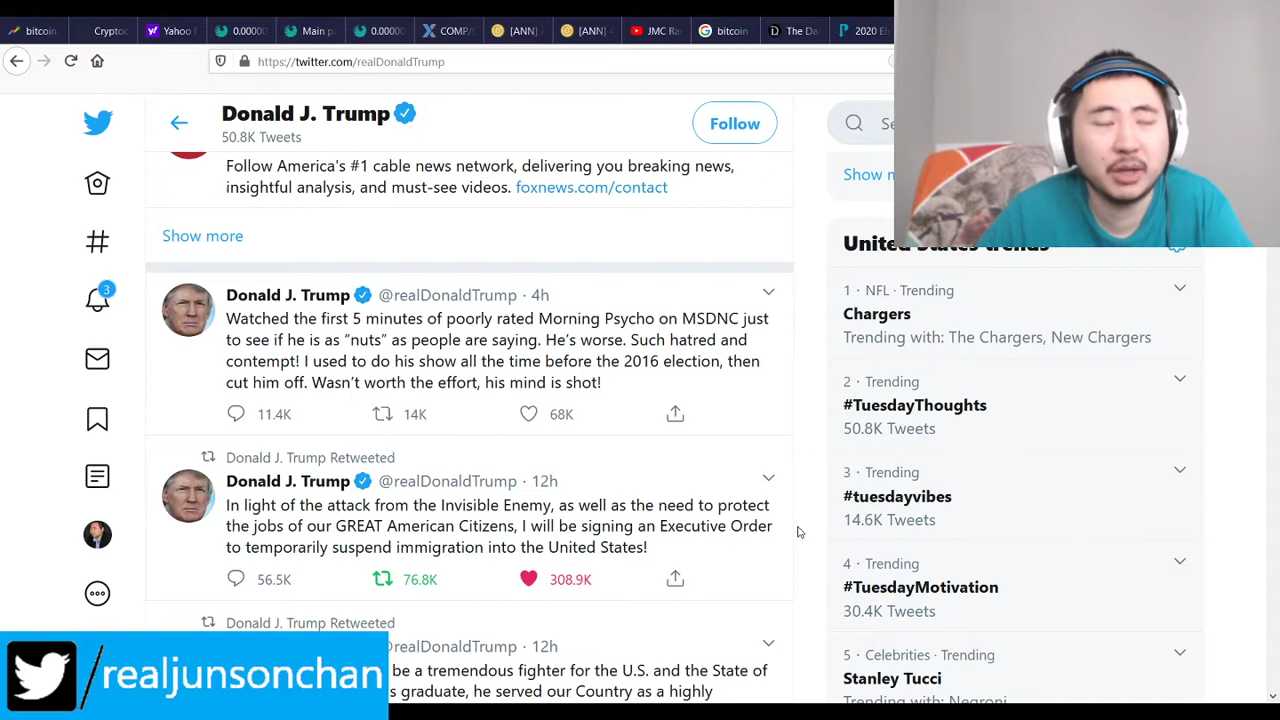 bitcoin
Cryptoc
Yahoo
0.00000
Main p
0.00000
COMP/
[ANN]
[ANN]
JMC Ra
bitcoin
The Da
2020 El
https://twitter.com/realDonaldTrump
Donald J. Trump
50.8K Tweets
Follow
Follow America's #1 cable news network, delivering you breaking news,
insightful analysis, and must-see videos. foxnews.com/contact
Show more
Donald J. Trump @realDonaldTrump · 4h
Watched the first 5 minutes of poorly rated Morning Psycho on MSDNC just
to see if he is as “nuts” as people are saying. He’s worse. Such hatred and
contempt! I used to do his show all the time before the 2016 election, then
cut him off. Wasn’t worth the effort, his mind is shot!
11.4K 14K 68K
Donald J. Trump Retweeted
Donald J. Trump @realDonaldTrump · 12h
In light of the attack from the Invisible Enemy, as well as the need to protect
the jobs of our GREAT American Citizens, I will be signing an Executive Order
to temporarily suspend immigration into the United States!
56.5K 76.8K 308.9K
Donald J. Trump Retweeted
realDonaldTrump · 12h
be a tremendous fighter for the U.S. and the State of
s graduate, he served our Country as a highly
3
Se
Show m
United States trends
1 · NFL · Trending
Chargers
Trending with: The Chargers, New Chargers
2 · Trending
#TuesdayThoughts
50.8K Tweets
3 · Trending
#tuesdayvibes
14.6K Tweets
4 · Trending
#TuesdayMotivation
30.4K Tweets
5 · Celebrities · Trending
Stanley Tucci
Trending with: Negroni
/realjunsonchan